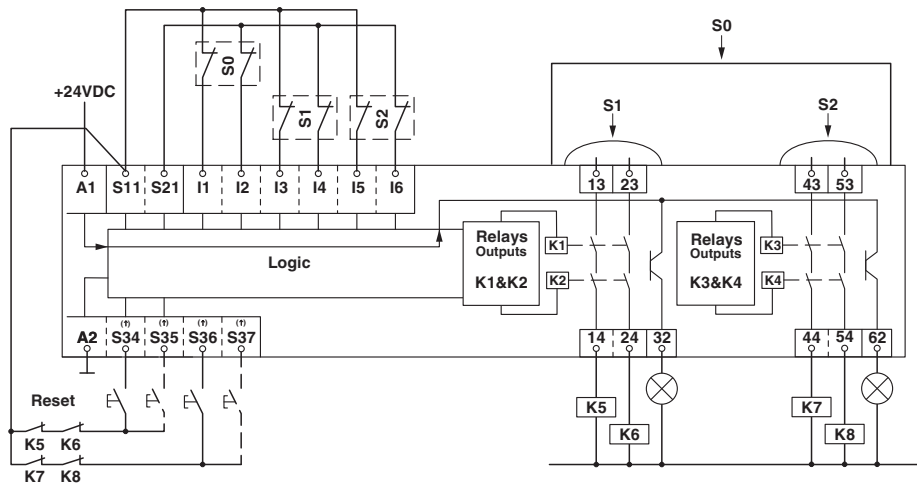 S0
+24VDC
S0
S1
S2
S1
S2
A1 S11 S21 I1 I2 I3 I4 I5 I6
13 23
43 53
Logic
Relays
Outputs
K1&K2
K1
K2
Relays
Outputs
K3&K4
K3
K4
(↑) (↑) (↑) (↑)
A2 S34 S35 S36 S37
14 24 32
44 54 62
Reset
K5 K6
K7 K8
K5
K6
K7
K8